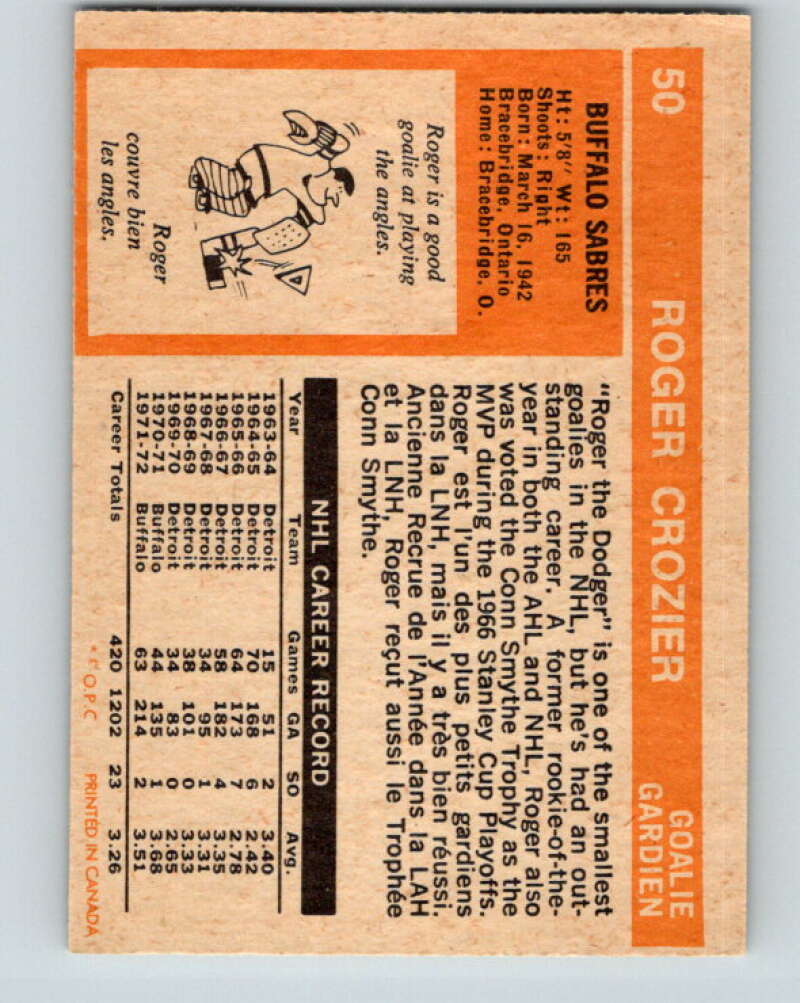 50 ROGER CROZIER GOALIE
GARDIEN
BUFFALO SABRES
Ht: 5'8" Wt: 165
Shoots: Right
Born: March 16, 1942
Bracebridge, Ontario
Home: Bracebridge, O.
Roger is a good
goalie at playing
the angles.
Roger
couvre bien
les angles.
"Roger the Dodger" is one of the smallest
goalies in the NHL, but he's had an out-
standing career. A former rookie-of-the-
year in both the AHL and NHL, Roger also
was voted the Conn Smythe Trophy as the
MVP during the 1966 Stanley Cup Playoffs.
Roger est l'un des plus petits gardiens
dans la LNH, mais il y a très bien réussi.
Ancienne Recrue de l'Année dans la LAH
et la LNH, Roger reçut aussi le Trophée
Conn Smythe.
NHL CAREER RECORD
Year Team Games GA SO Avg.
1963-64 Detroit 15 51 2 3.40
1964-65 Detroit 70 168 6 2.42
1965-66 Detroit 64 173 7 2.78
1966-67 Detroit 58 182 4 3.35
1967-68 Detroit 34 95 1 3.31
1968-69 Detroit 38 101 0 3.33
1969-70 Detroit 34 83 0 2.65
1970-71 Buffalo 44 135 1 3.68
1971-72 Buffalo 63 214 2 3.51
Career Totals 420 1202 23 3.26
O.P.C. PRINTED IN CANADA